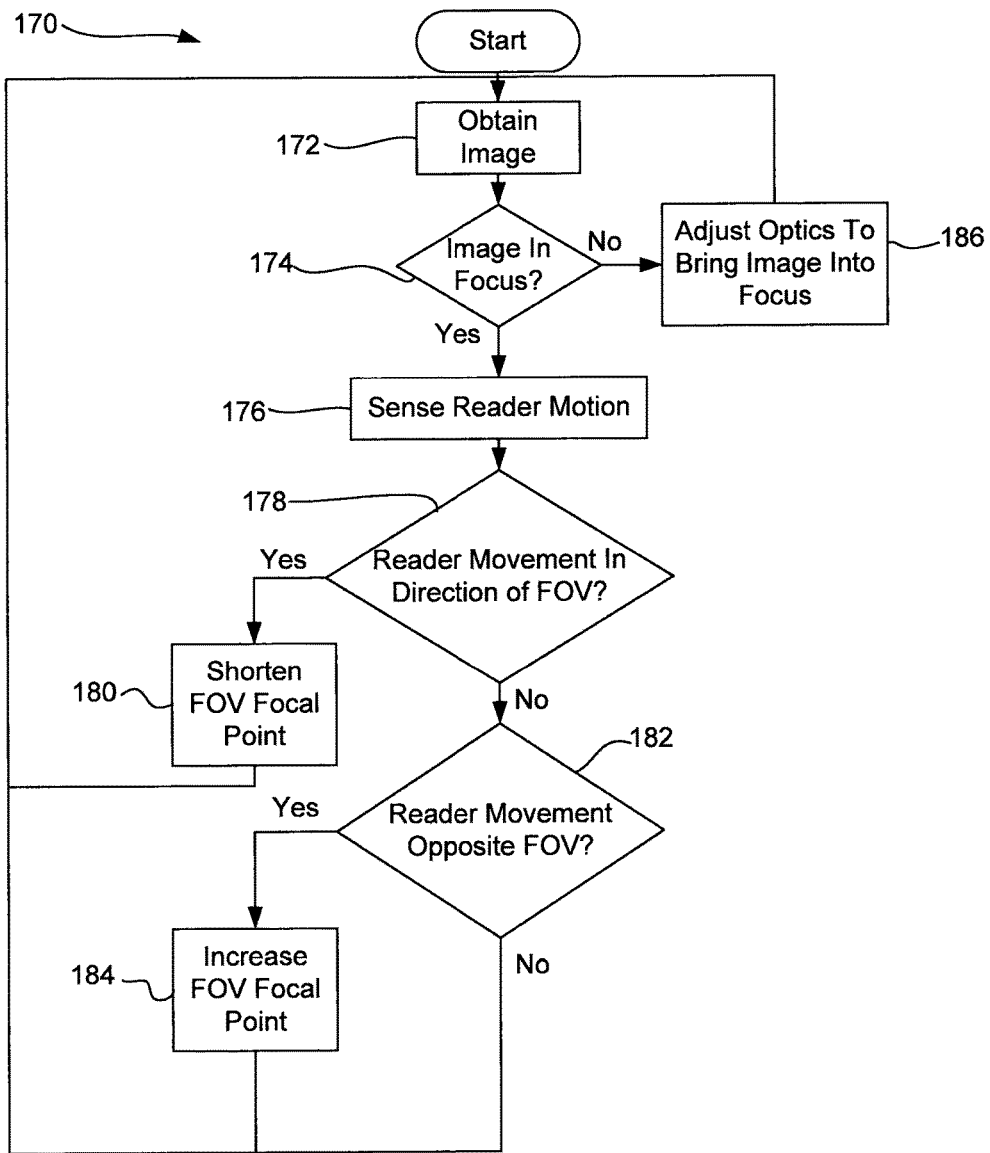 170
Start
172
Obtain
Image
174
Image In
Focus?
No
Adjust Optics To
Bring Image Into
Focus
186
Yes
176
Sense Reader Motion
178
Yes
Reader Movement In
Direction of FOV?
180
Shorten
FOV Focal
Point
No
182
Yes
Reader Movement
Opposite FOV?
184
Increase
FOV Focal
Point
No